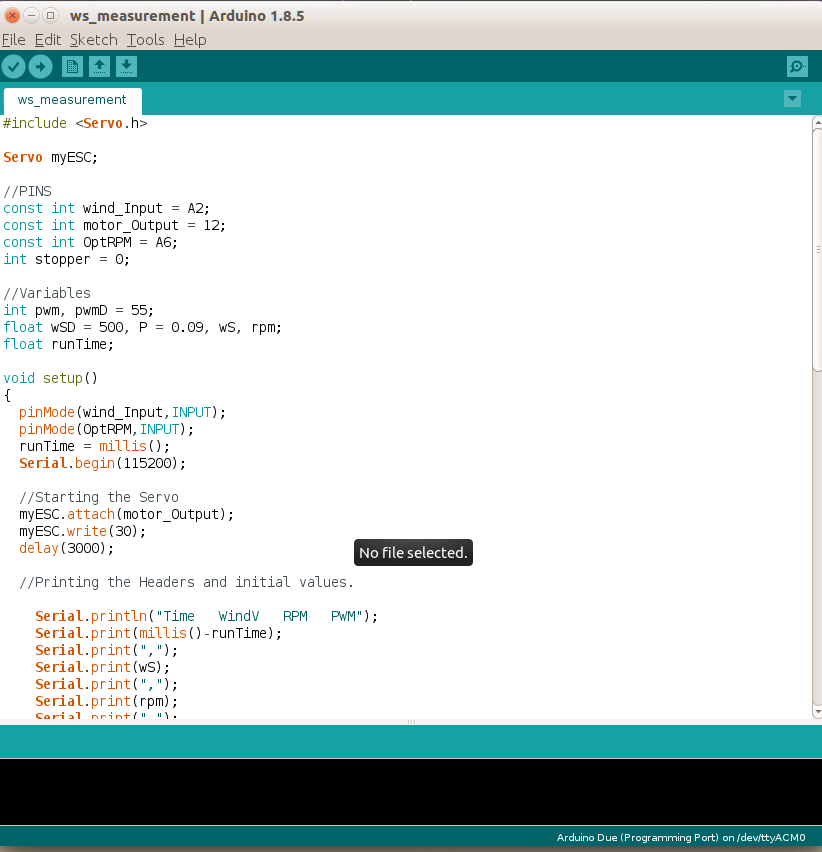 ws_measurement | Arduino 1.8.5
File Edit Sketch Tools Help
ws_measurement
#include <Servo.h>
Servo myESC;
//PINS
const int wind_Input = A2;
const int motor_Output = 12;
const int OptRPM = A6;
int stopper = 0;
//Variables
int pwm, pwmD = 55;
float wSD = 500, P = 0.09, wS, rpm;
float runTime;
void setup()
{
  pinMode(wind_Input,INPUT);
  pinMode(OptRPM,INPUT);
  runTime = millis();
  Serial.begin(115200);
  //Starting the Servo
  myESC.attach(motor_Output);
  myESC.write(30);
  delay(3000);
No file selected.
  //Printing the Headers and initial values.
    Serial.println("Time   WindV   RPM   PWM");
    Serial.print(millis()-runTime);
    Serial.print(",");
    Serial.print(wS);
    Serial.print(",");
    Serial.print(rpm);
    Serial.print(",");
Arduino Due (Programming Port) on /dev/ttyACM0